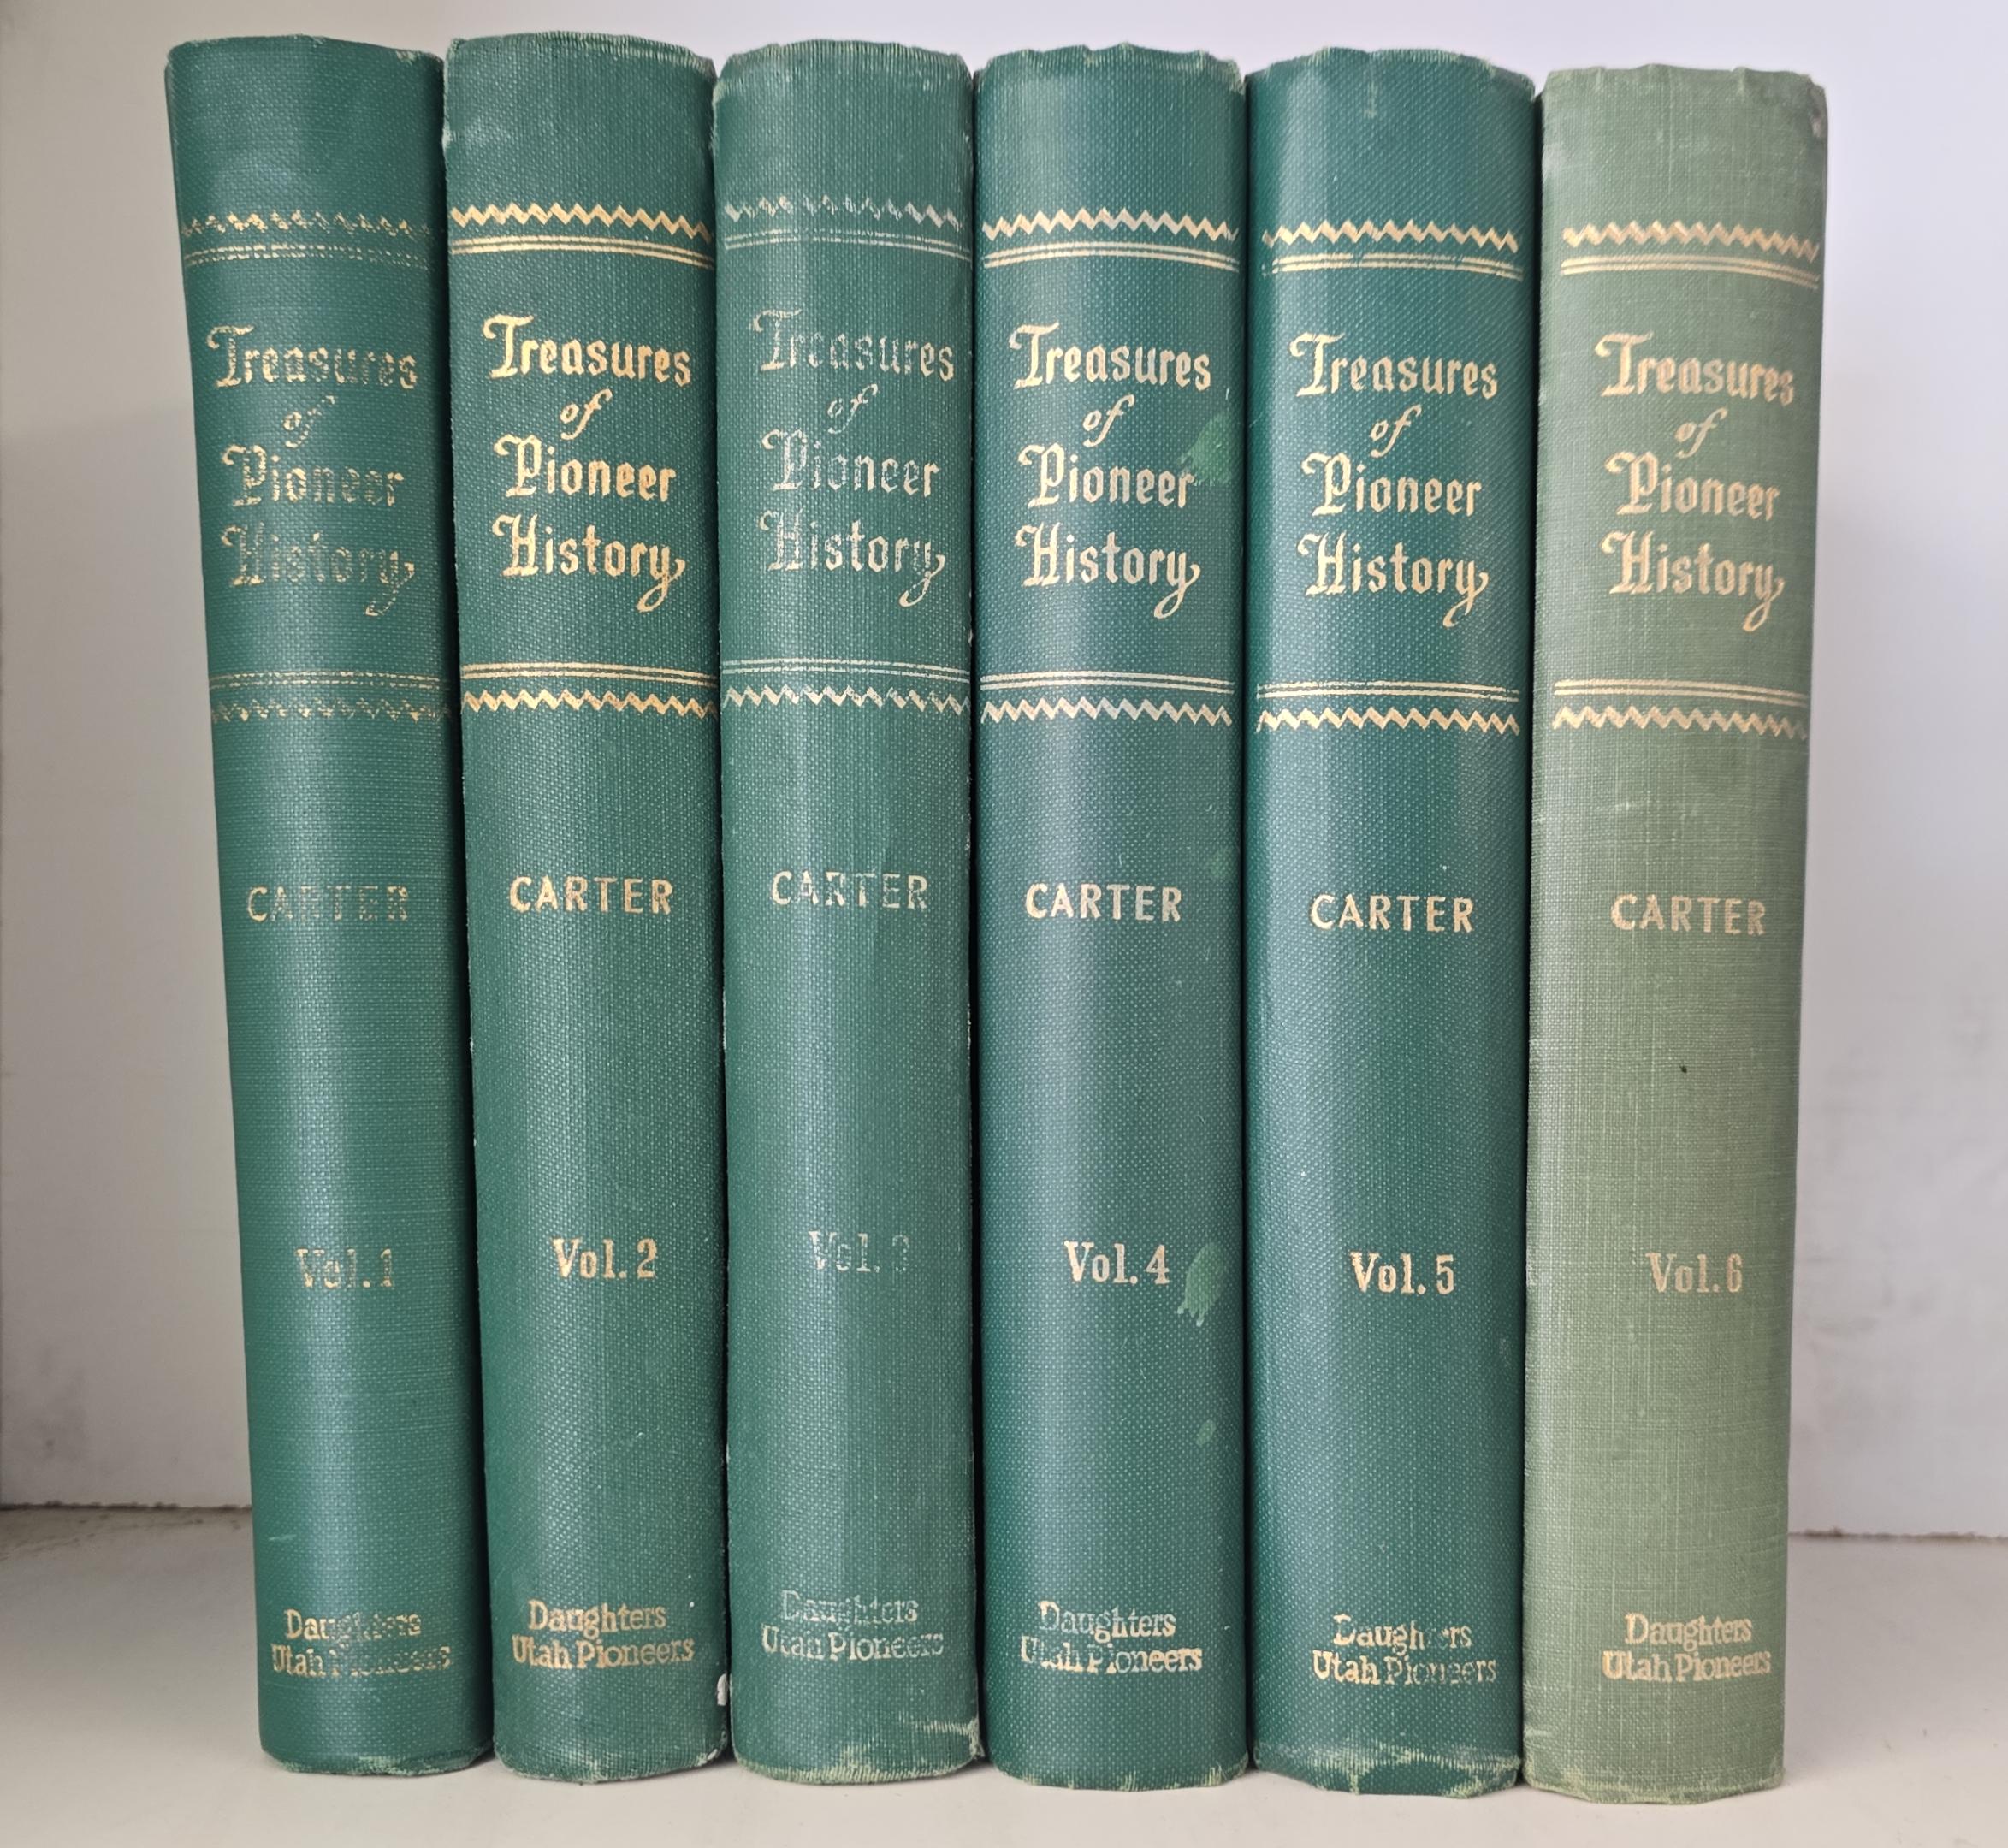 Treasures
of
Pioneer
History
CARTER
Vol. 1
Daughters
Utah Pioneers
Treasures
of
Pioneer
History
CARTER
Vol. 2
Daughters
Utah Pioneers
Treasures
of
Pioneer
History
CARTER
Vol. 3
Daughters
Utah Pioneers
Treasures
of
Pioneer
History
CARTER
Vol. 4
Daughters
Utah Pioneers
Treasures
of
Pioneer
History
CARTER
Vol. 5
Daughters
Utah Pioneers
Treasures
of
Pioneer
History
CARTER
Vol. 6
Daughters
Utah Pioneers